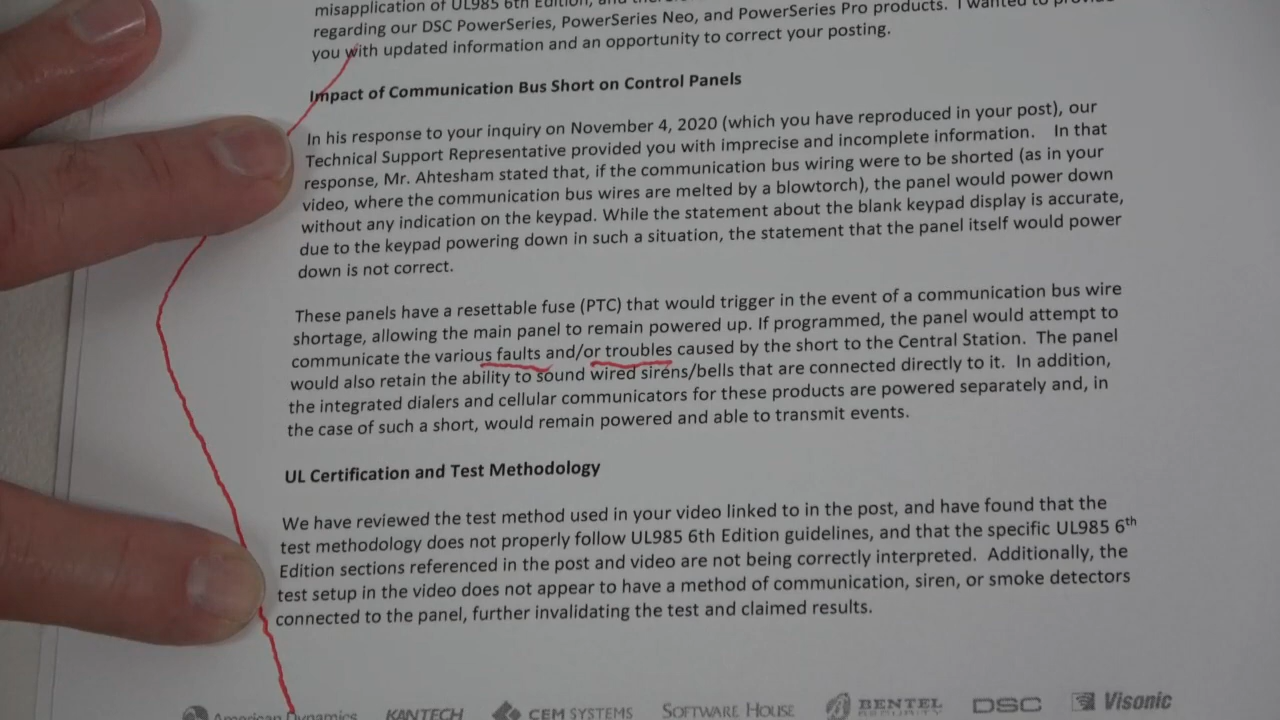 misapplication of UL985 6th Edition, and
regarding our DSC PowerSeries, PowerSeries Neo, and PowerSeries Pro products. I wanted to provide
you with updated information and an opportunity to correct your posting.
Impact of Communication Bus Short on Control Panels
In his response to your inquiry on November 4, 2020 (which you have reproduced in your post), our
Technical Support Representative provided you with imprecise and incomplete information. In that
response, Mr. Ahtesham stated that, if the communication bus wiring were to be shorted (as in your
video, where the communication bus wires are melted by a blowtorch), the panel would power down
without any indication on the keypad. While the statement about the blank keypad display is accurate,
due to the keypad powering down in such a situation, the statement that the panel itself would power
down is not correct.
These panels have a resettable fuse (PTC) that would trigger in the event of a communication bus wire
shortage, allowing the main panel to remain powered up. If programmed, the panel would attempt to
communicate the various faults and/or troubles caused by the short to the Central Station. The panel
would also retain the ability to sound wired sirens/bells that are connected directly to it. In addition,
the integrated dialers and cellular communicators for these products are powered separately and, in
the case of such a short, would remain powered and able to transmit events.
UL Certification and Test Methodology
We have reviewed the test method used in your video linked to in the post, and have found that the
test methodology does not properly follow UL985 6th Edition guidelines, and that the specific UL985 6th
Edition sections referenced in the post and video are not being correctly interpreted. Additionally, the
test setup in the video does not appear to have a method of communication, siren, or smoke detectors
connected to the panel, further invalidating the test and claimed results.
American Dynamics KANTECH CEM SYSTEMS SOFTWARE HOUSE BENTEL SECURITY DSC Visonic